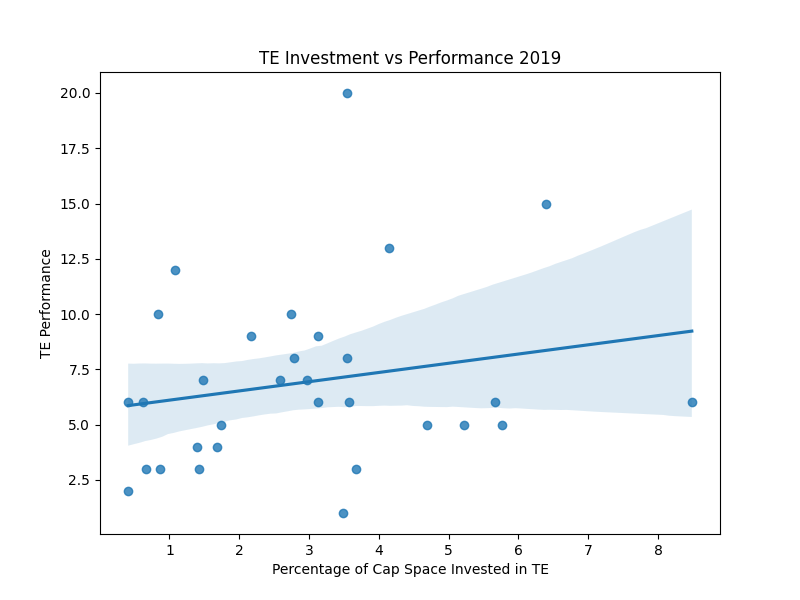 TE Investment vs Performance 2019
20.0
17.5
15.0
12.5
10.0
7.5
5.0
2.5
TE Performance
1 2 3 4 5 6 7 8
Percentage of Cap Space Invested in TE